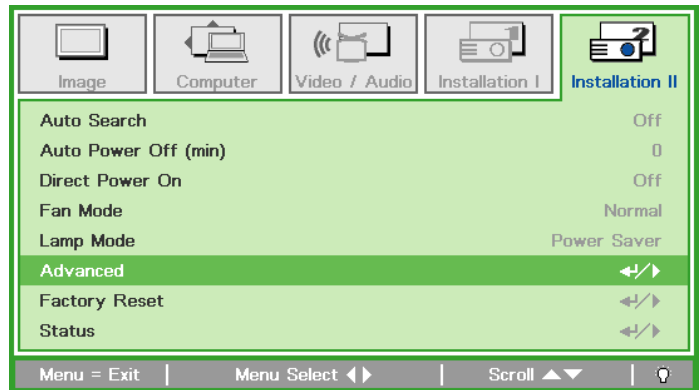 Image Computer Video / Audio Installation I Installation II
Auto Search Off
Auto Power Off (min) 0
Direct Power On Off
Fan Mode Normal
Lamp Mode Power Saver
Advanced
Factory Reset
Status
Menu = Exit Menu Select Scroll